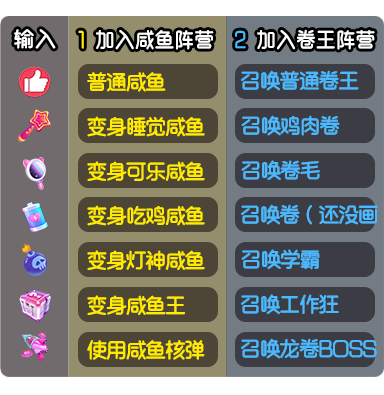 输入 1 加入咸鱼阵营 2 加入卷王阵营
普通咸鱼 召唤普通卷王
变身睡觉咸鱼 召唤鸡肉卷
变身可乐咸鱼 召唤卷毛
变身吃鸡咸鱼 召唤卷（还没画
变身灯神咸鱼 召唤学霸
变身咸鱼王 召唤工作狂
使用咸鱼核弹 召唤龙卷BOSS